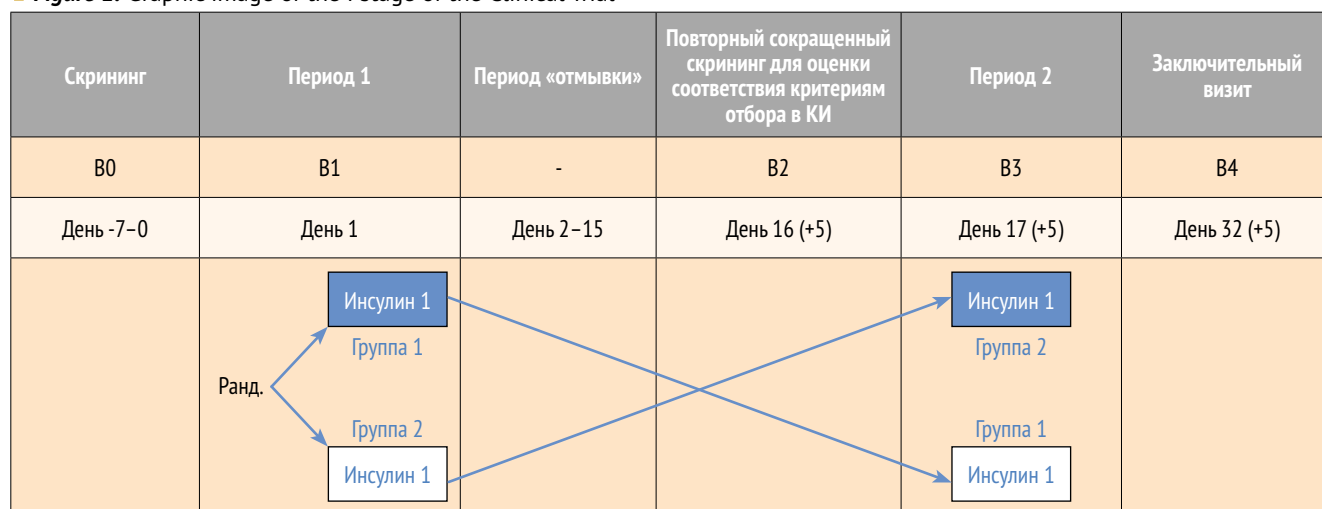 Figure 1. Graphic image of the I stage of the Clinical Trial
Скрининг
Период 1
Период «отмывки»
Повторный сокращенный
скрининг для оценки
соответствия критериям
отбора в КИ
Период 2
Заключительный
визит
В0
В1
-
В2
В3
В4
День -7–0
День 1
День 2–15
День 16 (+5)
День 17 (+5)
День 32 (+5)
Инсулин 1
Инсулин 1
Группа 1
Группа 2
Ранд.
Группа 2
Группа 1
Инсулин 1
Инсулин 1